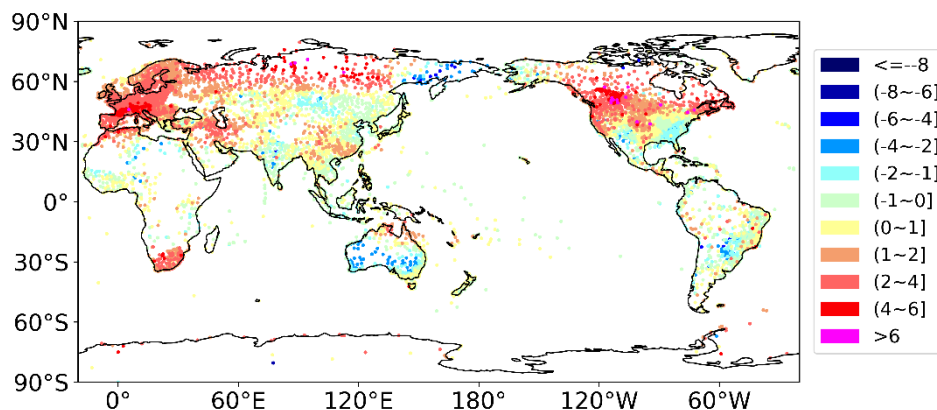 90°N
60°N
30°N
0°
30°S
60°S
90°S
0°
60°E
120°E
180°
120°W
60°W
<=--8
(-8~-6]
(-6~-4]
(-4~-2]
(-2~-1]
(-1~0]
(0~1]
(1~2]
(2~4]
(4~6]
>6